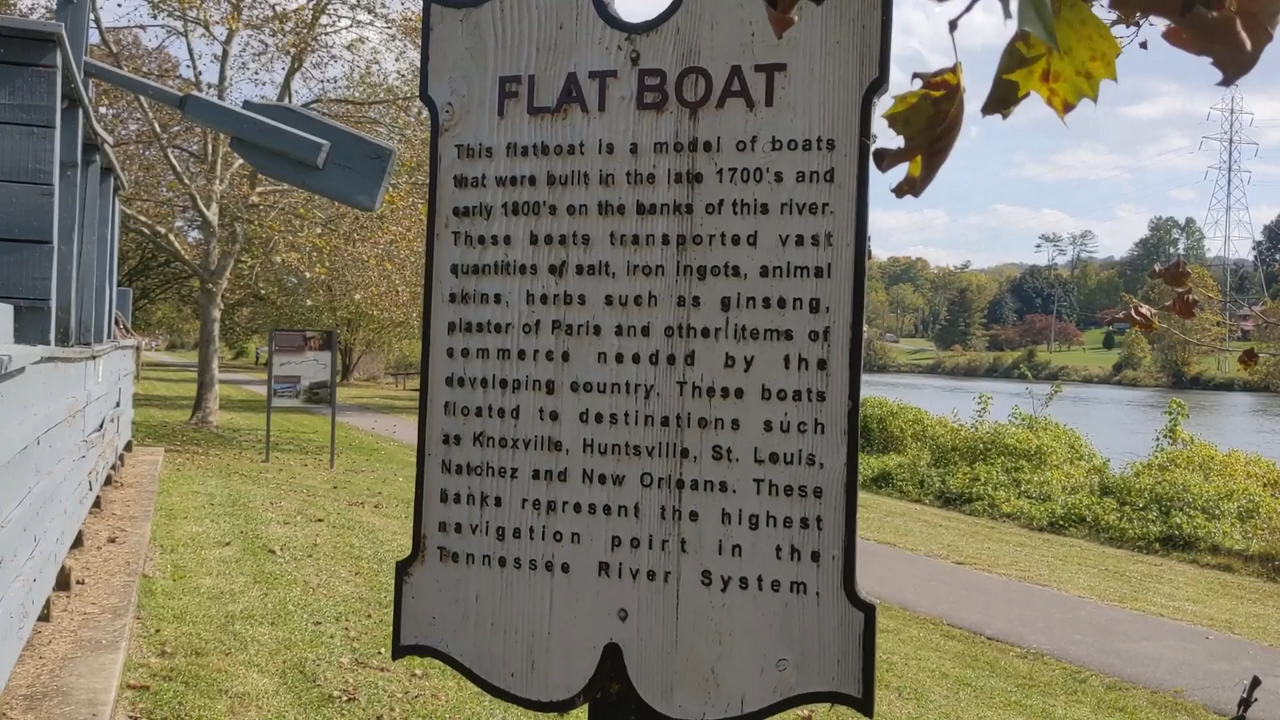 FLAT BOAT
This flatboat is a model of boats
that were built in the late 1700's and
early 1800's on the banks of this river.
These boats transported vast
quantities of salt, iron ingots, animal
skins, herbs such as ginseng,
plaster of Paris and other items of
commerce needed by the
developing country. These boats
floated to destinations such
as Knoxville, Huntsville, St. Louis,
Natchez and New Orleans. These
banks represent the highest
navigation point in the
Tennessee River System.